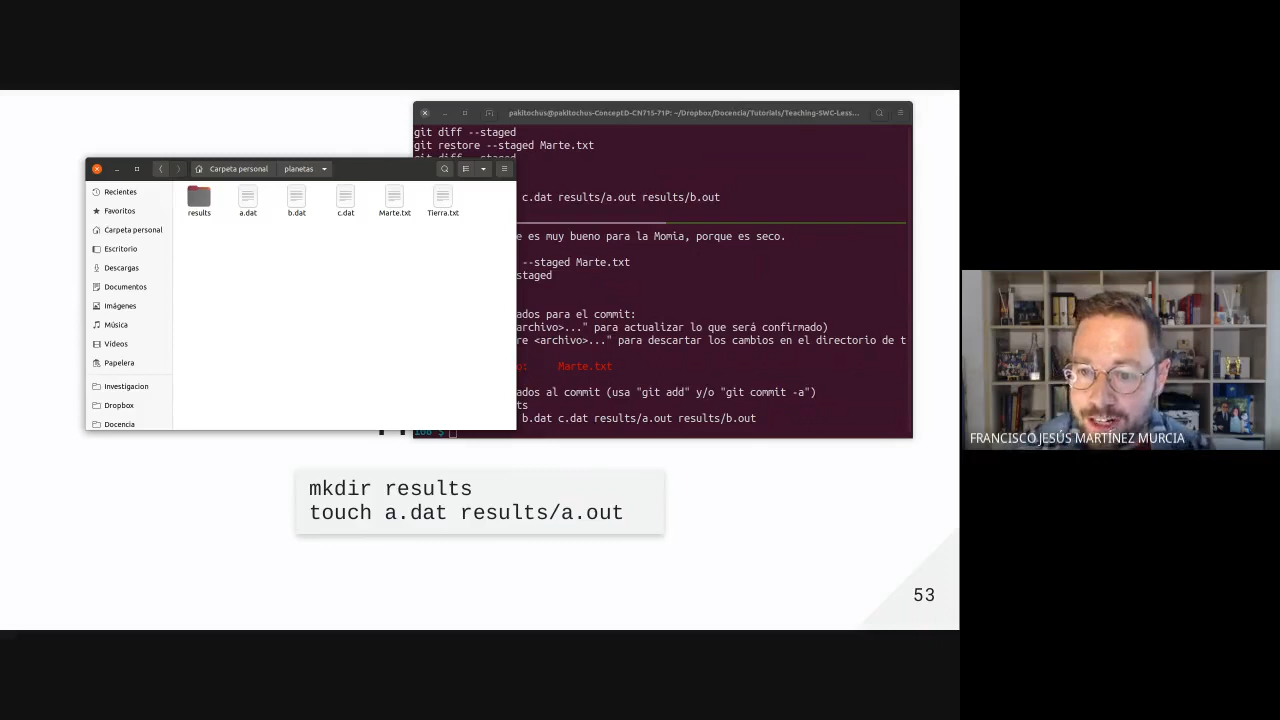 pakitochus@pakitochus-ConceptD-CN715-71P: ~/Dropbox/Docencia/Tutorials/Teaching-SWC-Less...
git diff --staged
git restore --staged Marte.txt
git diff --staged
c.dat results/a.out results/b.out
e es muy bueno para la Momia, porque es seco.
--staged Marte.txt
staged
ados para el commit:
archivo>..." para actualizar lo que será confirmado)
re <archivo>..." para descartar los cambios en el directorio de t
o: Marte.txt
ados al commit (usa "git add" y/o "git commit -a")
ts
b.dat c.dat results/a.out results/b.out
$
Carpeta personal
planetas
Recientes
Favoritos
Carpeta personal
Escritorio
Descargas
Documentos
Imágenes
Música
Vídeos
Papelera
Investigacion
Dropbox
Docencia
results
a.dat
b.dat
c.dat
Marte.txt
Tierra.txt
mkdir results
touch a.dat results/a.out
53
FRANCISCO JESÚS MARTÍNEZ MURCIA